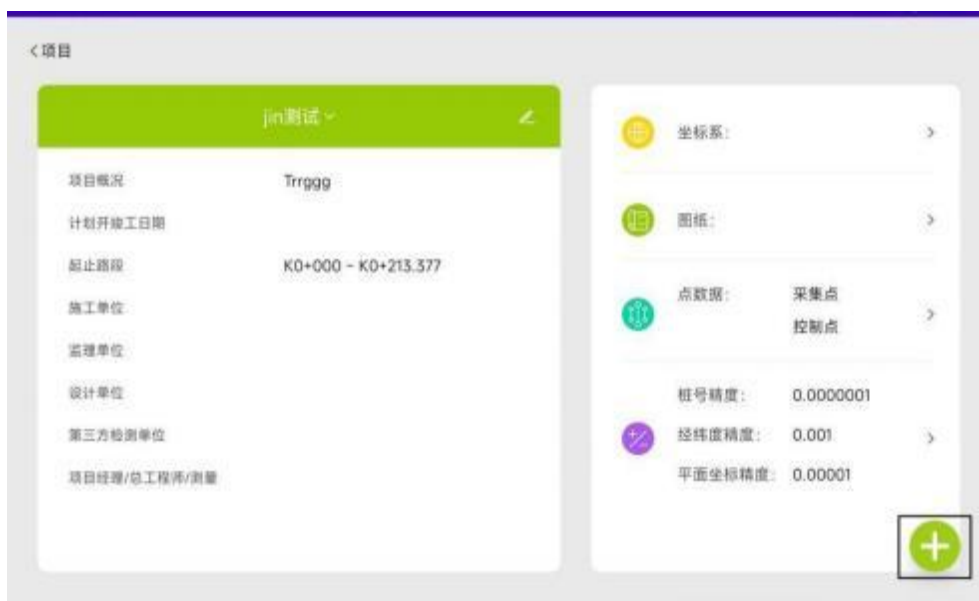 <项目
jin测试
项目概况 Trrggg
计划开竣工日期
起止路段 K0+000 - K0+213.377
施工单位
监理单位
设计单位
第三方检测单位
项目经理/总工程师/测量
坐标系:
图纸:
点数据: 采集点
控制点
桩号精度: 0.0000001
经纬度精度: 0.001
平面坐标精度: 0.00001